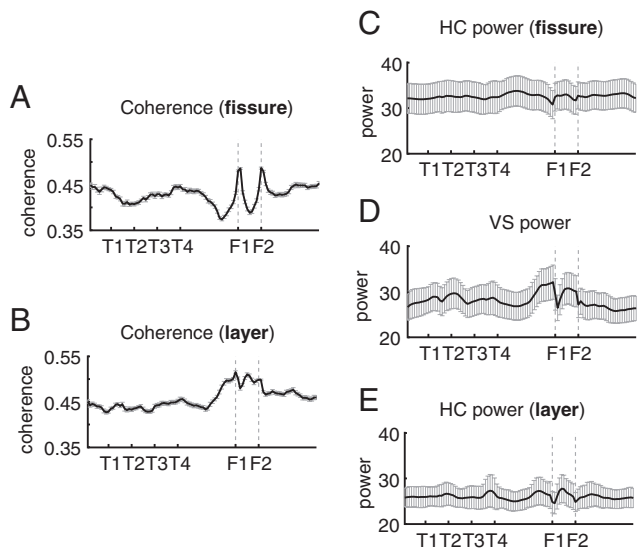 A
Coherence (fissure)
0.55
0.45
0.35
coherence
T1T2T3T4 F1F2
B
Coherence (layer)
0.55
0.45
0.35
coherence
T1T2T3T4 F1F2
C
HC power (fissure)
40
30
20
power
T1T2T3T4 F1F2
D
VS power
40
30
20
power
T1T2T3T4 F1F2
E
HC power (layer)
40
30
20
power
T1T2T3T4 F1F2